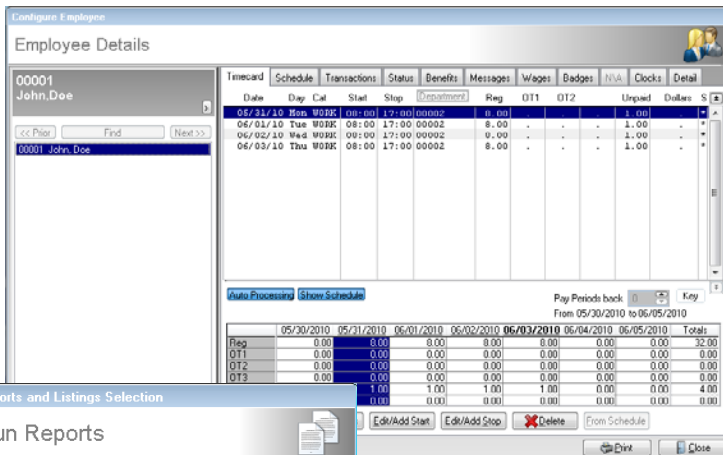 Configure Employee
Employee Details
00001
John,Doe
<< Prior Find Next >>
00001 John, Doe
Timecard Schedule Transactions Status Benefits Messages Wages Badges N\A Clocks Detail
Date Day Cat Start Stop Department Reg OT1 OT2 Unpaid Dollars S
05/31/10 Mon WORK 08:00 17:00 00002 8.00 . . 1.00 . *
06/01/10 Tue WORK 08:00 17:00 00002 8.00 . . 1.00 . *
06/02/10 Wed WORK 08:00 17:00 00002 8.00 . . 1.00 . *
06/03/10 Thu WORK 08:00 17:00 00002 8.00 . . 1.00 . *
Auto Processing Show Schedule
Pay Periods back 0 Key
From 05/30/2010 to 06/05/2010
05/30/2010 05/31/2010 06/01/2010 06/02/2010 06/03/2010 06/04/2010 06/05/2010 Totals
Reg 0.00 8.00 8.00 8.00 8.00 0.00 0.00 32.00
OT1 0.00 0.00 0.00 0.00 0.00 0.00 0.00 0.00
OT2 0.00 0.00 0.00 0.00 0.00 0.00 0.00 0.00
OT3 0.00 0.00 0.00 0.00 0.00 0.00 0.00 0.00
1.00 1.00 1.00 1.00 0.00 0.00 4.00
0.00 0.00 0.00 0.00 0.00 0.00 0.00
orts and Listings Selection
un Reports
Edit/Add Start Edit/Add Stop Delete From Schedule
Print Close